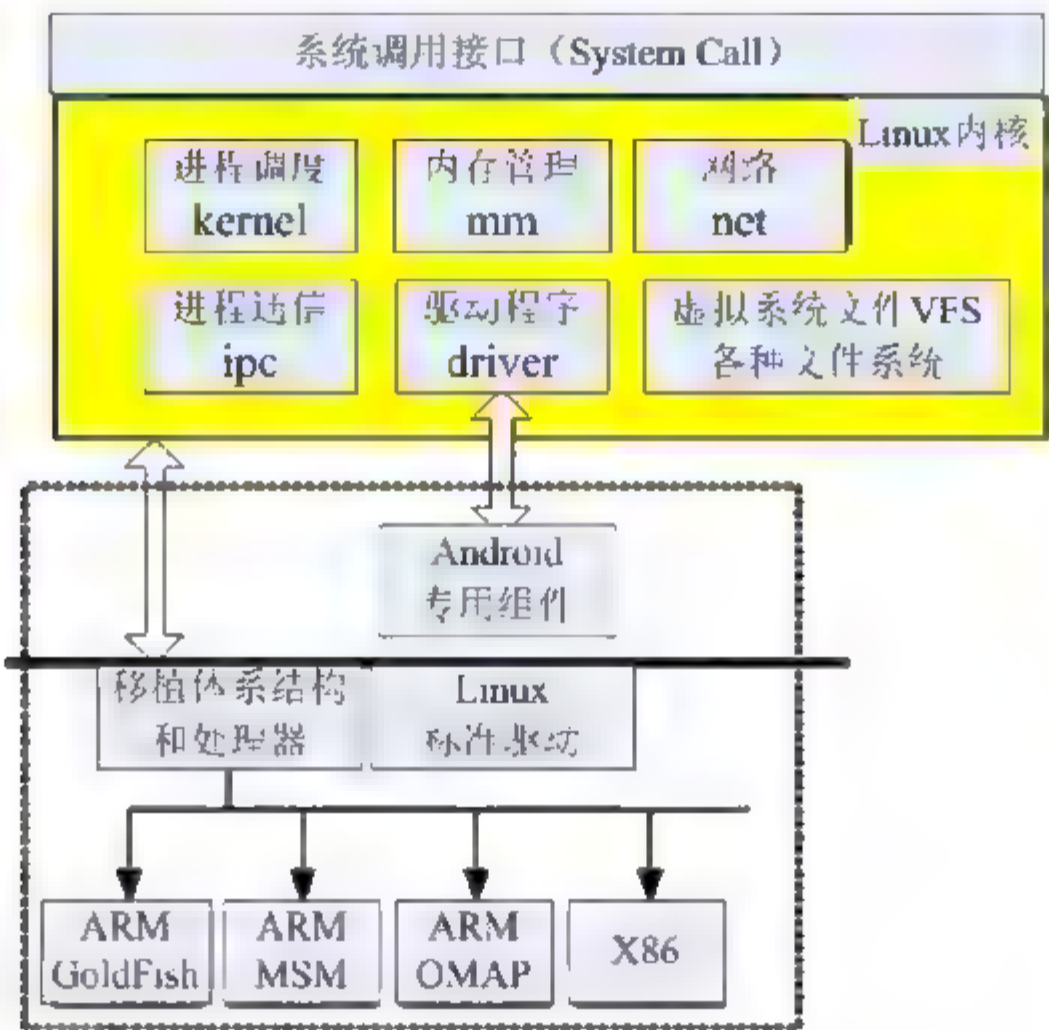 系统调用接口（System Call）
Linux内核
进程调度
kernel
内存管理
mm
网络
net
进程通信
ipc
驱动程序
driver
虚拟系统文件VFS
各种文件系统
Android
专用组件
移植体系结构
和处理器
Linux
标准驱动
ARM
GoldFish
ARM
MSM
ARM
OMAP
X86